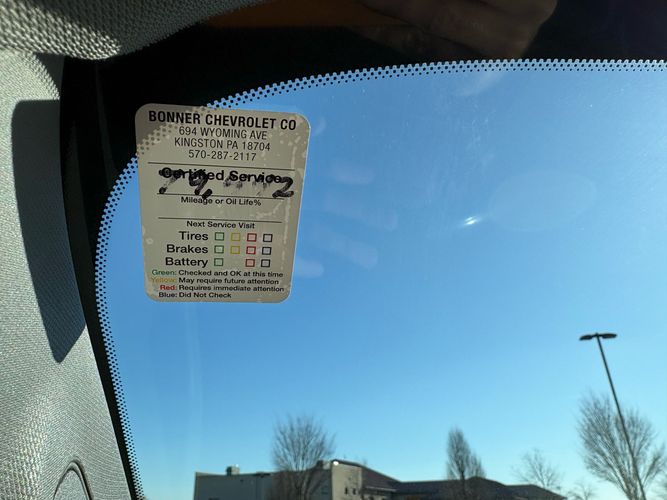 BONNER CHEVROLET CO
694 WYOMING AVE
KINGSTON PA 18704
570-287-2117
Certified Service
Mileage or Oil Life%
Next Service Visit
Tires
Brakes
Battery
Green: Checked and OK at this time
Yellow: May require future attention
Red: Requires immediate attention
Blue: Did Not Check